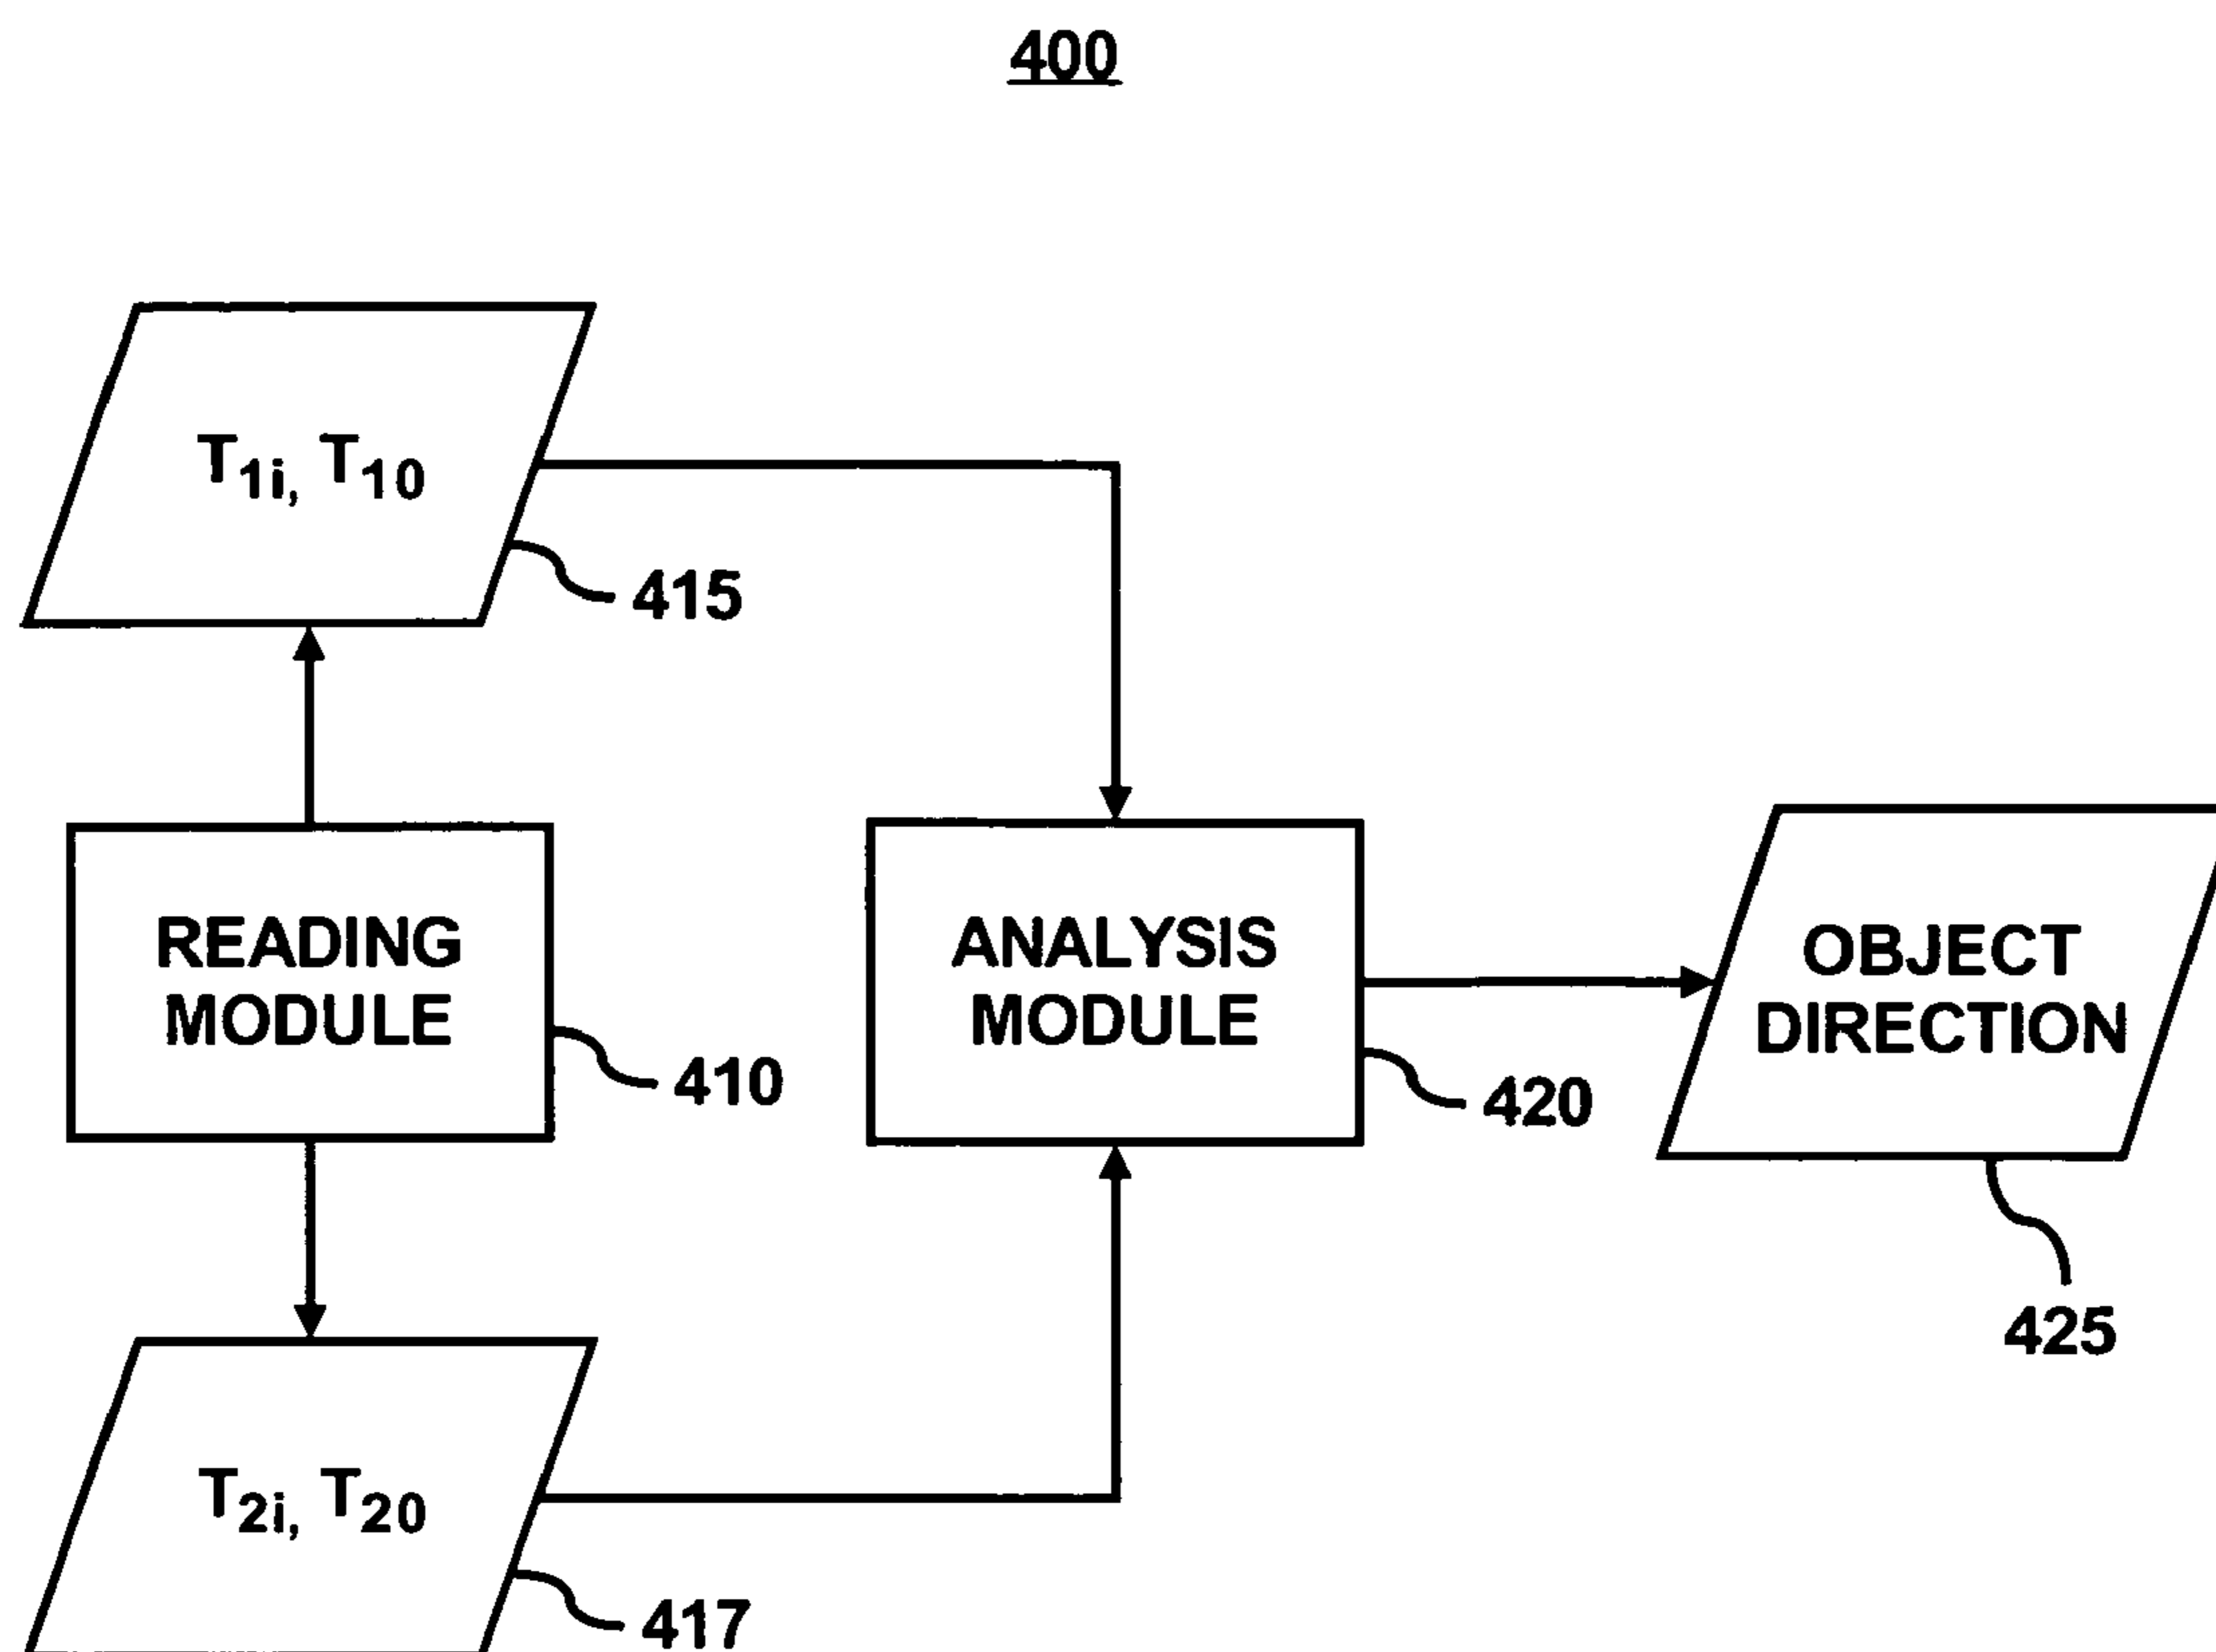 400
T1i, T10
415
READING
MODULE
410
ANALYSIS
MODULE
420
OBJECT
DIRECTION
425
T2i, T20
417